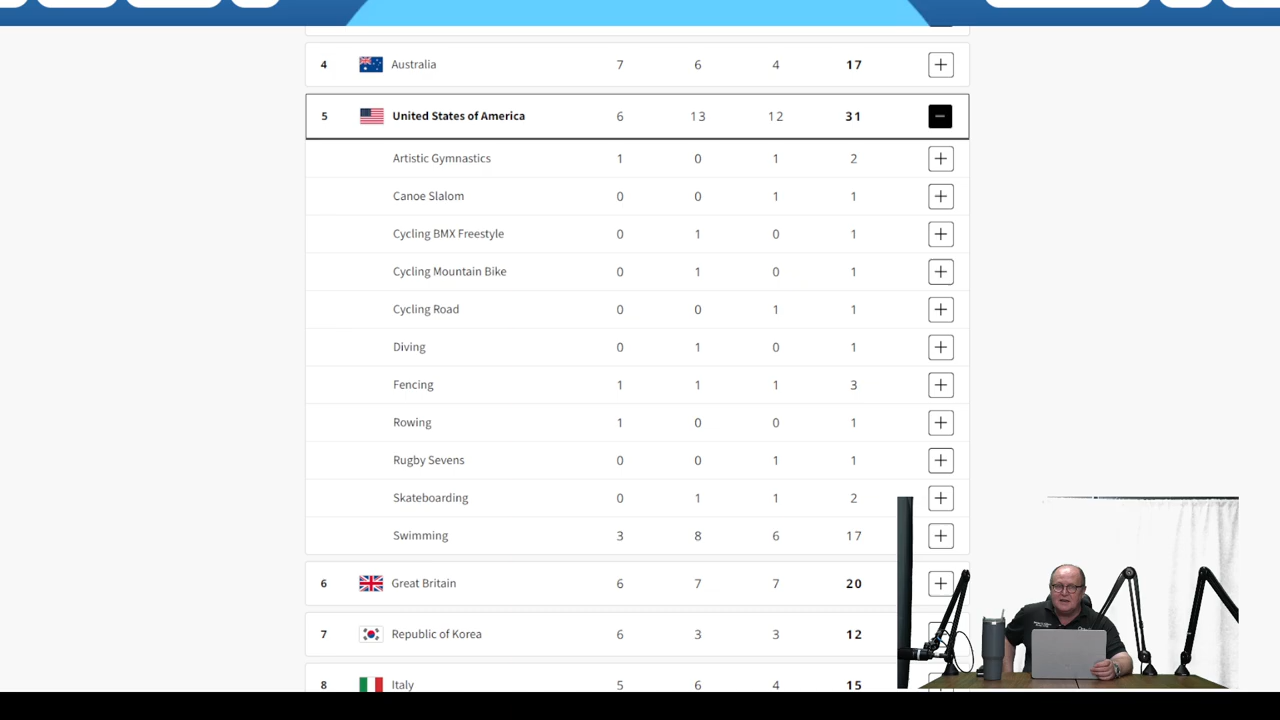 4 Australia 7 6 4 17
5 United States of America 6 13 12 31
Artistic Gymnastics 1 0 1 2
Canoe Slalom 0 0 1 1
Cycling BMX Freestyle 0 1 0 1
Cycling Mountain Bike 0 1 0 1
Cycling Road 0 0 1 1
Diving 0 1 0 1
Fencing 1 1 1 3
Rowing 1 0 0 1
Rugby Sevens 0 0 1 1
Skateboarding 0 1 1 2
Swimming 3 8 6 17
6 Great Britain 6 7 7 20
7 Republic of Korea 6 3 3 12
8 Italy 5 6 4 15